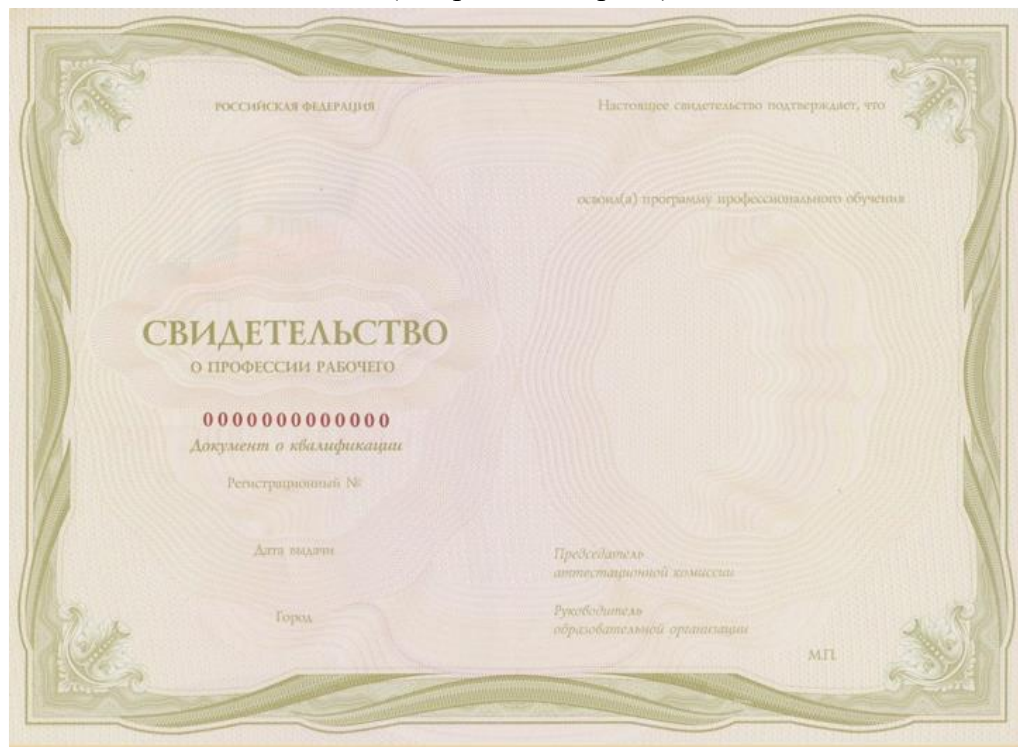 РОССИЙСКАЯ ФЕДЕРАЦИЯ
СВИДЕТЕЛЬСТВО
О ПРОФЕССИИ РАБОЧЕГО
0000000000000
Документ о квалификации
Регистрационный №
Дата выдачи
Город
Настоящее свидетельство подтверждает, что
освоил(а) программу профессионального обучения
Председатель
аттестационной комиссии
Руководитель
образовательной организации
М.П.